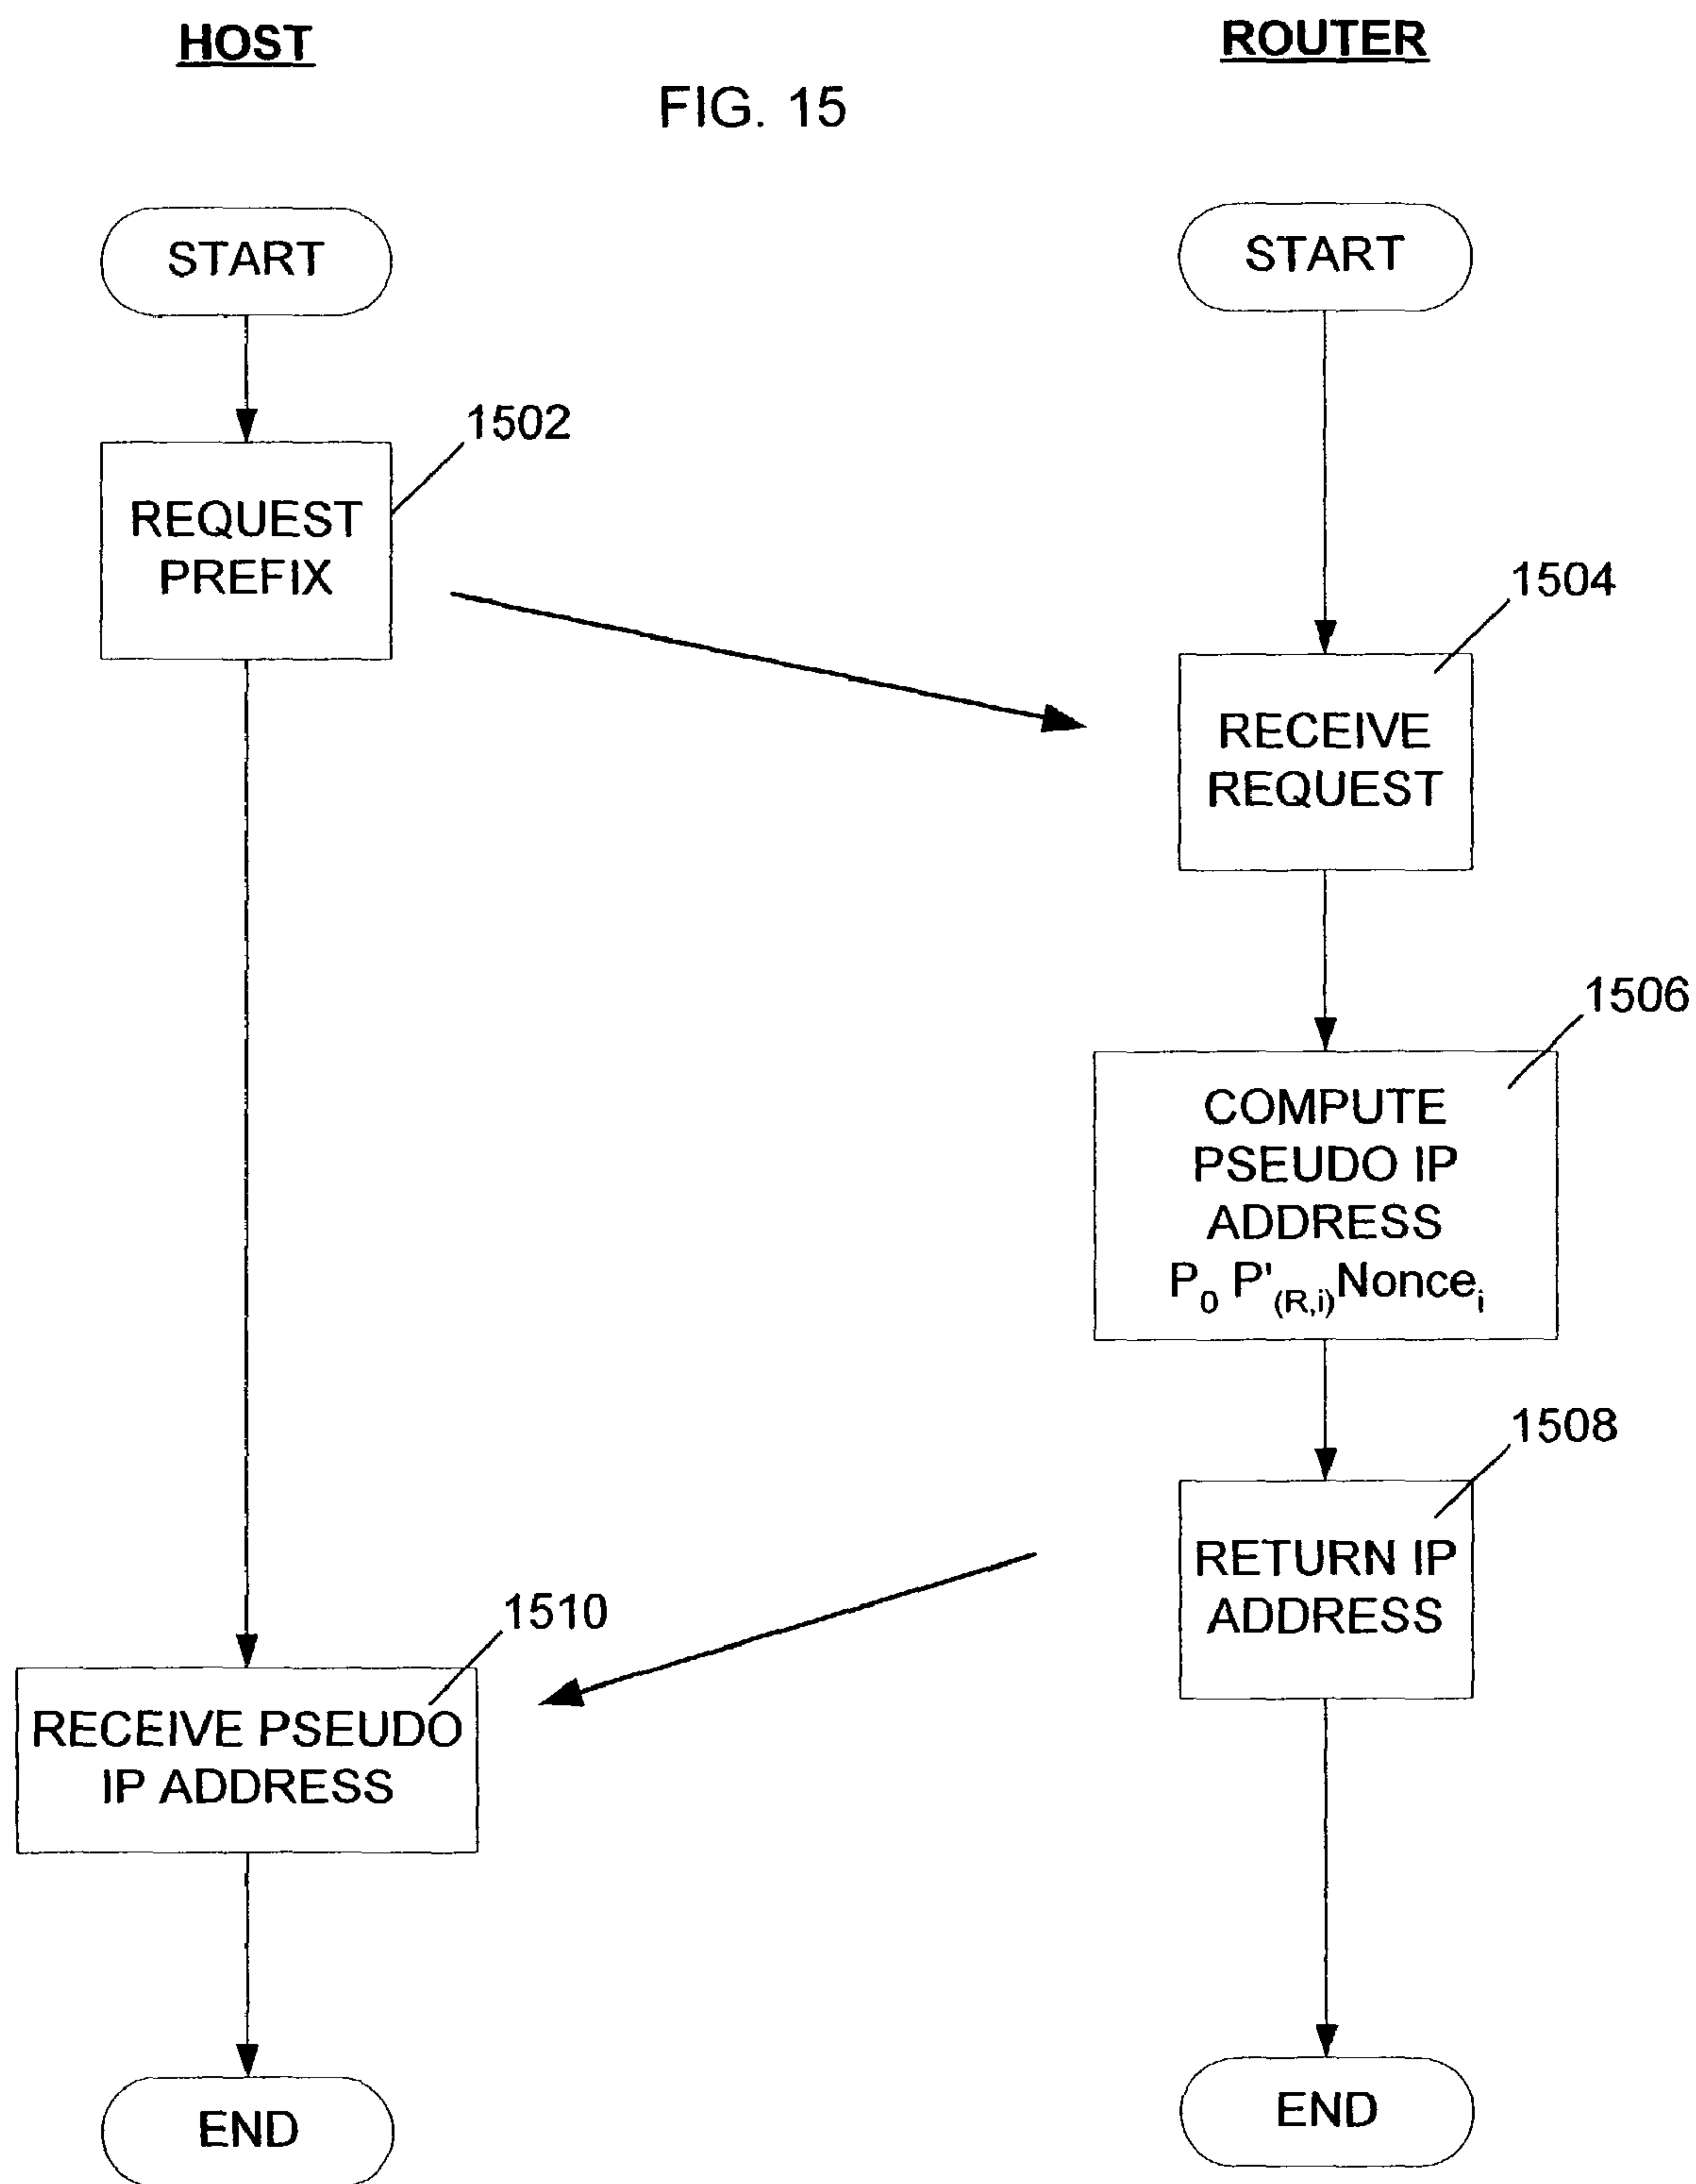 HOST
ROUTER
FIG. 15
START
START
1502
REQUEST
PREFIX
1504
RECEIVE
REQUEST
1506
COMPUTE
PSEUDO IP
ADDRESS
P₀ P'₍R,i₎Nonceᵢ
1508
RETURN IP
ADDRESS
1510
RECEIVE PSEUDO
IP ADDRESS
END
END